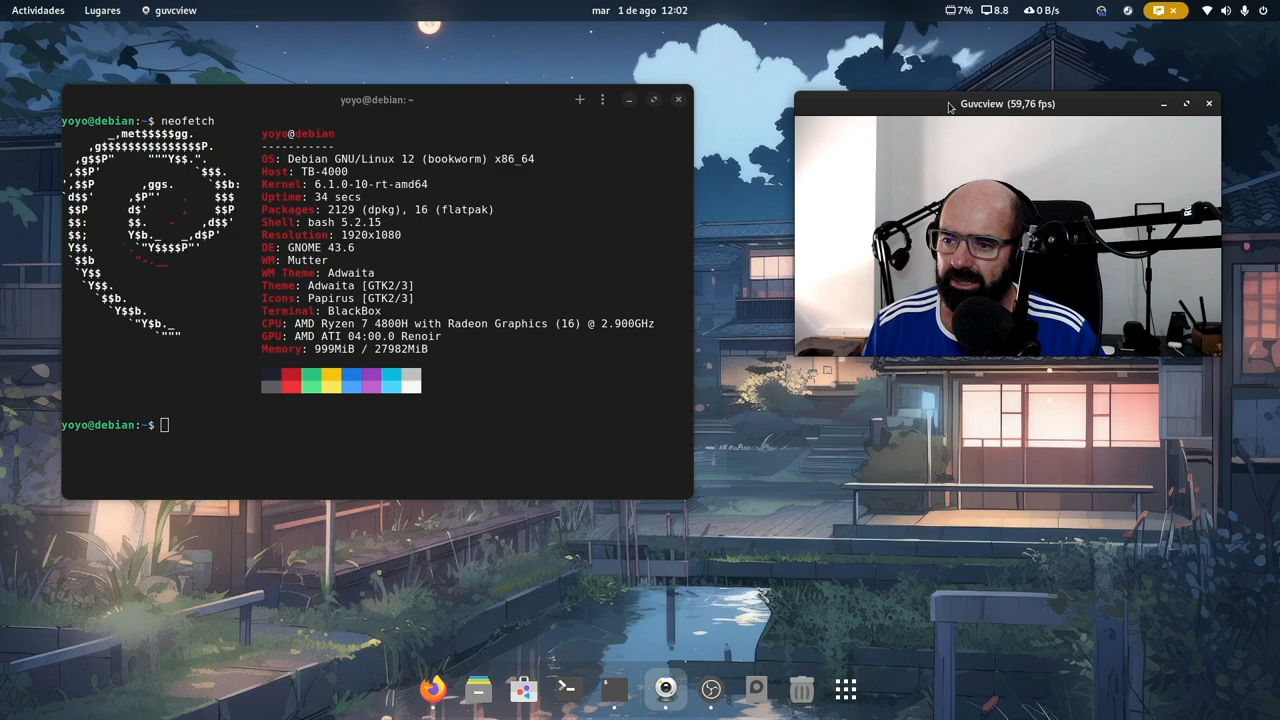 Actividades Lugares guvcview mar 1 de ago 12:02 7% 8.8 0 B/s
yoyo@debian: ~
Guvcview (59,76 fps)
yoyo@debian:~$ neofetch
_,met$$$$$gg.
,g$$$$$$$$$$$$$$$P.
,g$$P" """Y$$.".
,$$P' `$$$.
',$$P ,ggs. `$$b:
`d$$' ,$P"' . $$$
$$P d$' , $$P
$$: $$. - ,d$$'
$$; Y$b._ _,d$P'
Y$$. `.`"Y$$$$P"'
`$$b "-.__
`Y$$
`Y$$.
`$$b.
`Y$$b.
`"Y$b._
`"""
yoyo@debian
-----------
OS: Debian GNU/Linux 12 (bookworm) x86_64
Host: TB-4000
Kernel: 6.1.0-10-rt-amd64
Uptime: 34 secs
Packages: 2129 (dpkg), 16 (flatpak)
Shell: bash 5.2.15
Resolution: 1920x1080
DE: GNOME 43.6
WM: Mutter
WM Theme: Adwaita
Theme: Adwaita [GTK2/3]
Icons: Papirus [GTK2/3]
Terminal: BlackBox
CPU: AMD Ryzen 7 4800H with Radeon Graphics (16) @ 2.900GHz
GPU: AMD ATI 04:00.0 Renoir
Memory: 999MiB / 27982MiB
yoyo@debian:~$